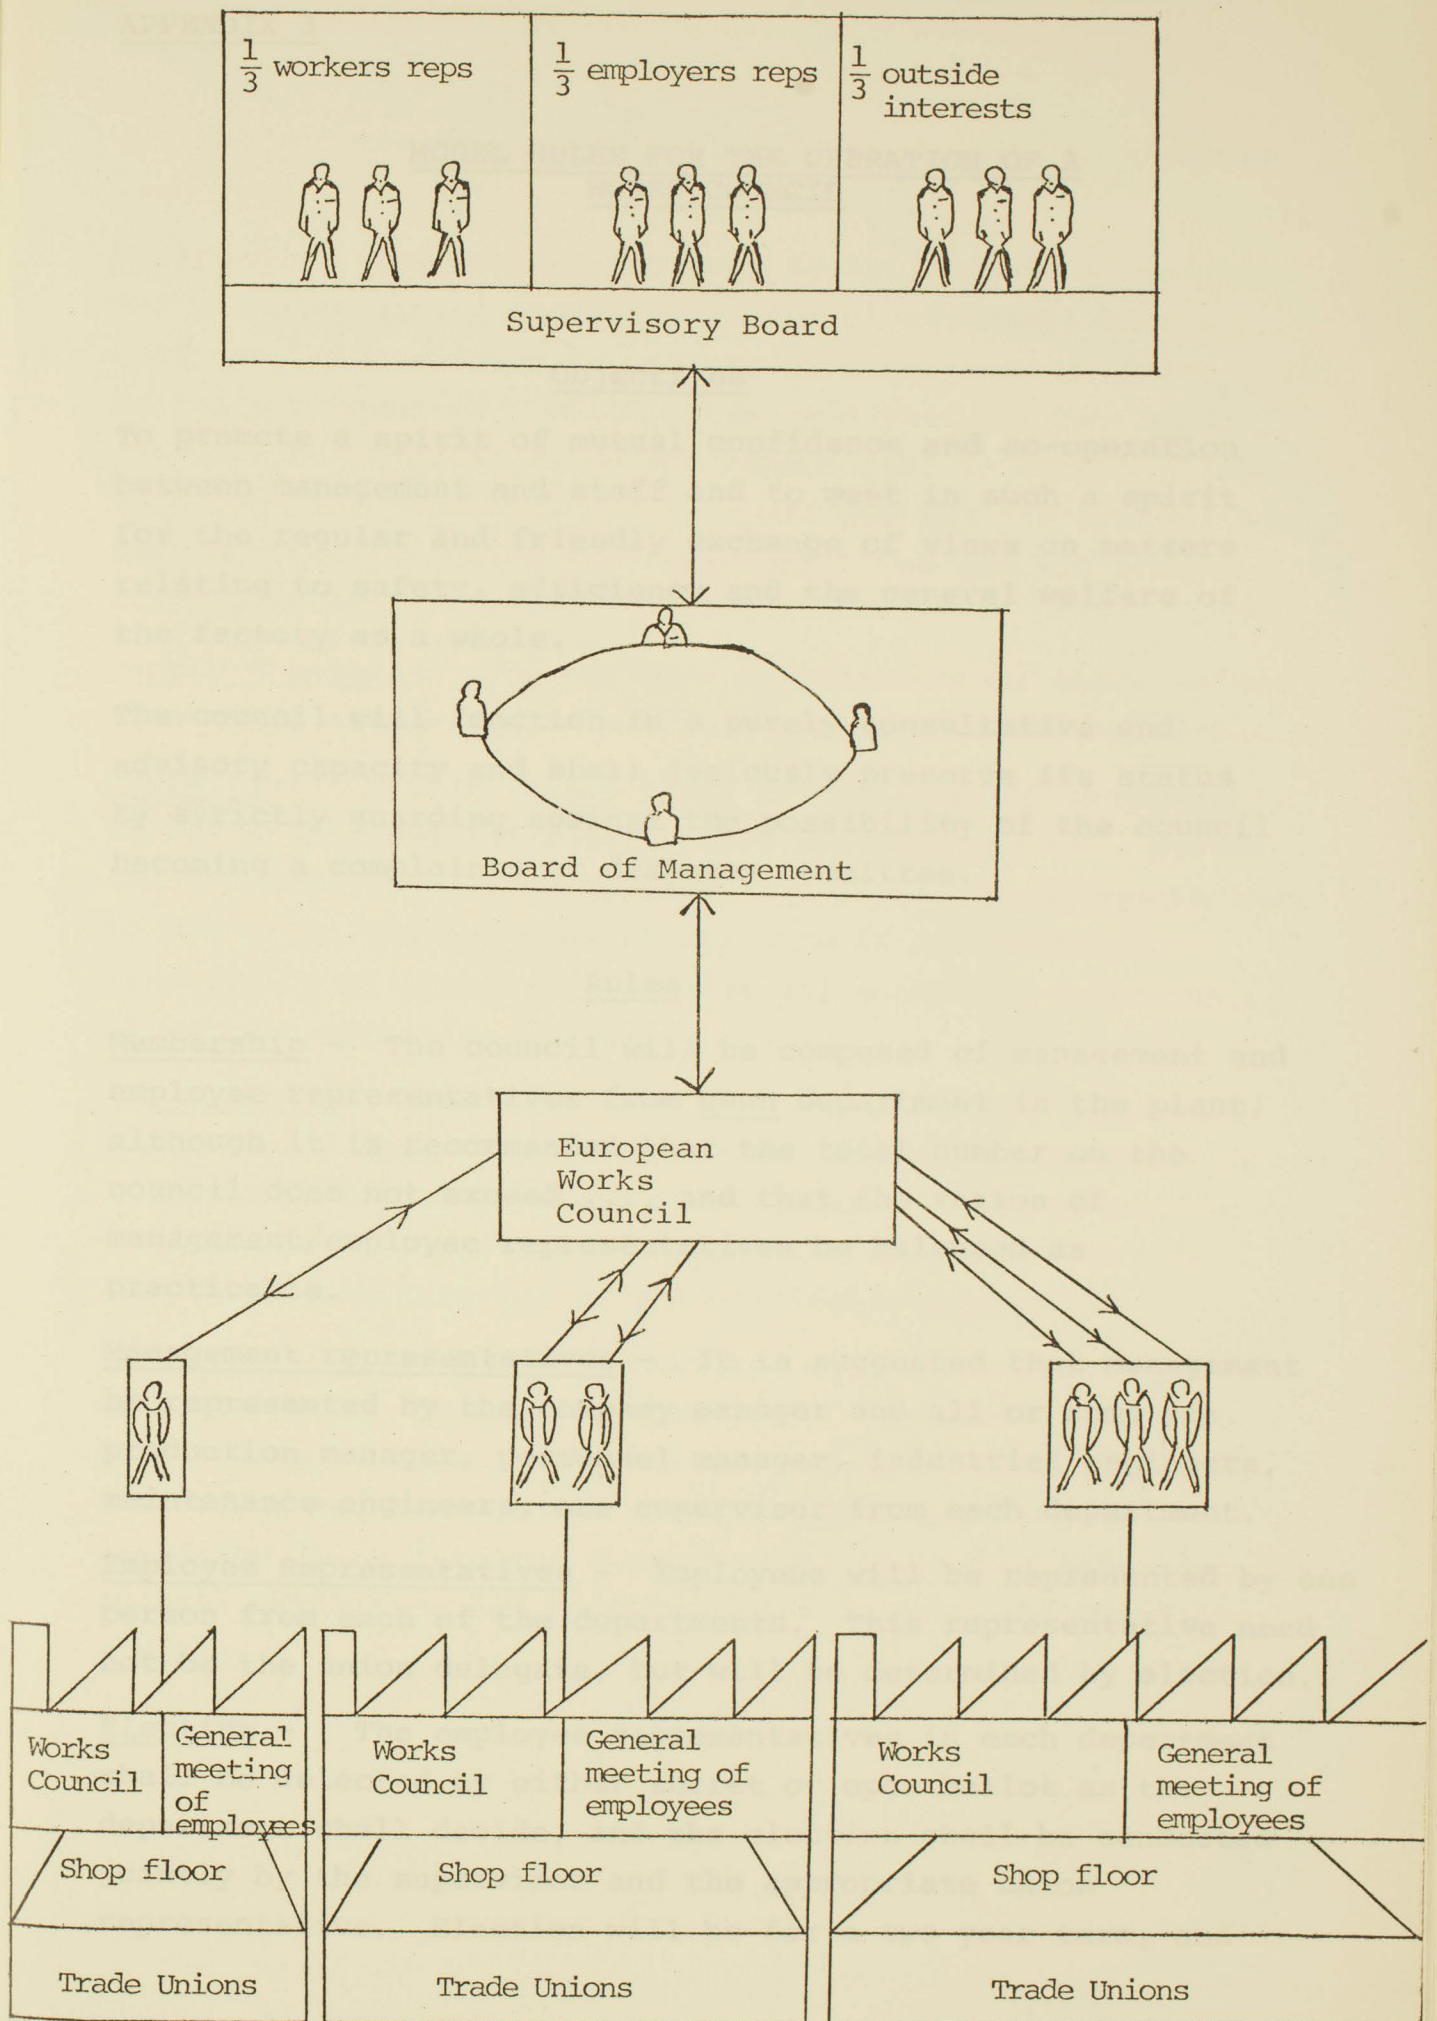 1/3 workers reps
1/3 employers reps
1/3 outside
interests
Supervisory Board
Board of Management
European
Works
Council
Works
Council
General
meeting
of
employees
Shop floor
Trade Unions
Works
Council
General
meeting of
employees
Shop floor
Trade Unions
Works
Council
General
meeting of
employees
Shop floor
Trade Unions